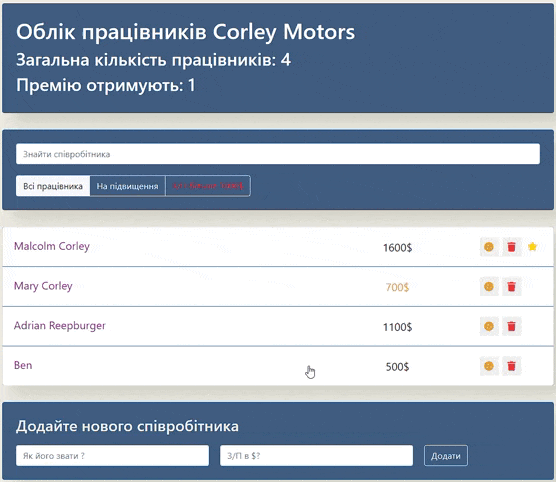 Облік працівників Corley Motors
Загальна кількість працівників: 4
Премію отримують: 1
Знайти співробітника
Всі працівника
На підвищення
Malcolm Corley 1600$
Mary Corley 700$
Adrian Reepburger 1100$
Ben 500$
Додайте нового співробітника
Як його звати ?
З/П в $?
Додати